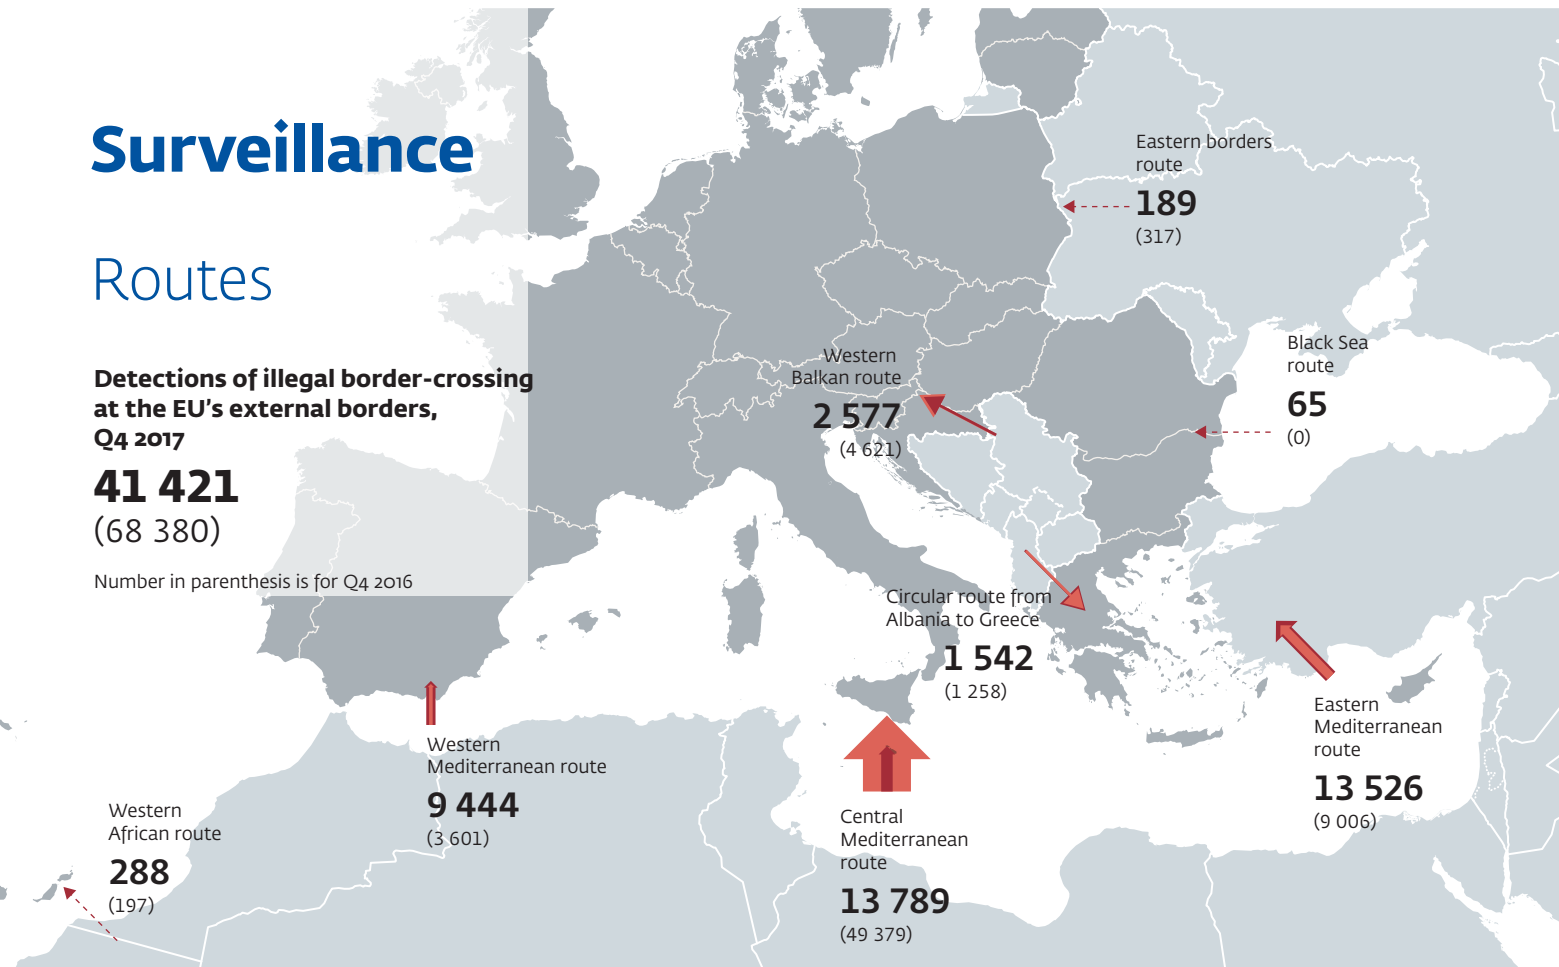 Surveillance
Routes
Detections of illegal border-crossing
at the EU's external borders,
Q4 2017
41 421
(68 380)
Number in parenthesis is for Q4 2016
Eastern borders
route
189
(317)
Black Sea
route
65
(0)
Western
Balkan route
2 577
(4 621)
Circular route from
Albania to Greece
1 542
(1 258)
Eastern
Mediterranean
route
13 526
(9 006)
Western
Mediterranean route
9 444
(3 601)
Central
Mediterranean
route
13 789
(49 379)
Western
African route
288
(197)